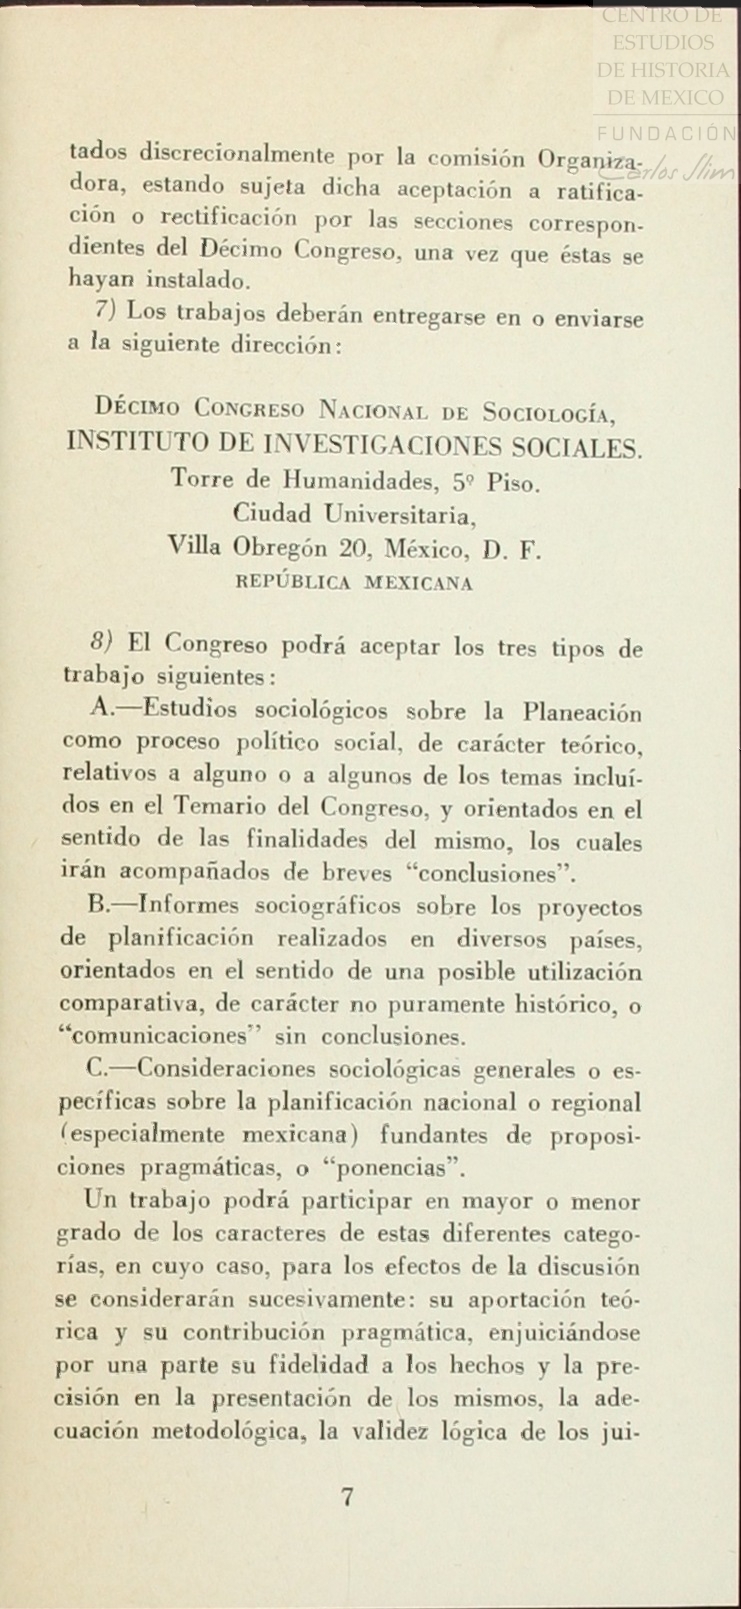 CENTRO DE
ESTUDIOS
DE HISTORIA
DE MEXICO
FUNDACIÓN
Carlos Slim
tados discrecionalmente por la comisión Organiza-
dora, estando sujeta dicha aceptación a ratifica-
ción o rectificación por las secciones correspon-
dientes del Décimo Congreso, una vez que éstas se
hayan instalado.
7) Los trabajos deberán entregarse en o enviarse
a la siguiente dirección:
DÉCIMO CONGRESO NACIONAL DE SOCIOLOGÍA,
INSTITUTO DE INVESTIGACIONES SOCIALES.
Torre de Humanidades, 5º Piso.
Ciudad Universitaria,
Villa Obregón 20, México, D. F.
REPÚBLICA MEXICANA
8) El Congreso podrá aceptar los tres tipos de
trabajo siguientes:
A.—Estudios sociológicos sobre la Planeación
como proceso político social, de carácter teórico,
relativos a alguno o a algunos de los temas incluí-
dos en el Temario del Congreso, y orientados en el
sentido de las finalidades del mismo, los cuales
irán acompañados de breves “conclusiones”.
B.—Informes sociográficos sobre los proyectos
de planificación realizados en diversos países,
orientados en el sentido de una posible utilización
comparativa, de carácter no puramente histórico, o
“comunicaciones” sin conclusiones.
C.—Consideraciones sociológicas generales o es-
pecíficas sobre la planificación nacional o regional
(especialmente mexicana) fundantes de proposi-
ciones pragmáticas, o “ponencias”.
Un trabajo podrá participar en mayor o menor
grado de los caracteres de estas diferentes catego-
rías, en cuyo caso, para los efectos de la discusión
se considerarán sucesivamente: su aportación teó-
rica y su contribución pragmática, enjuiciándose
por una parte su fidelidad a los hechos y la pre-
cisión en la presentación de los mismos, la ade-
cuación metodológica, la validez lógica de los jui-
7